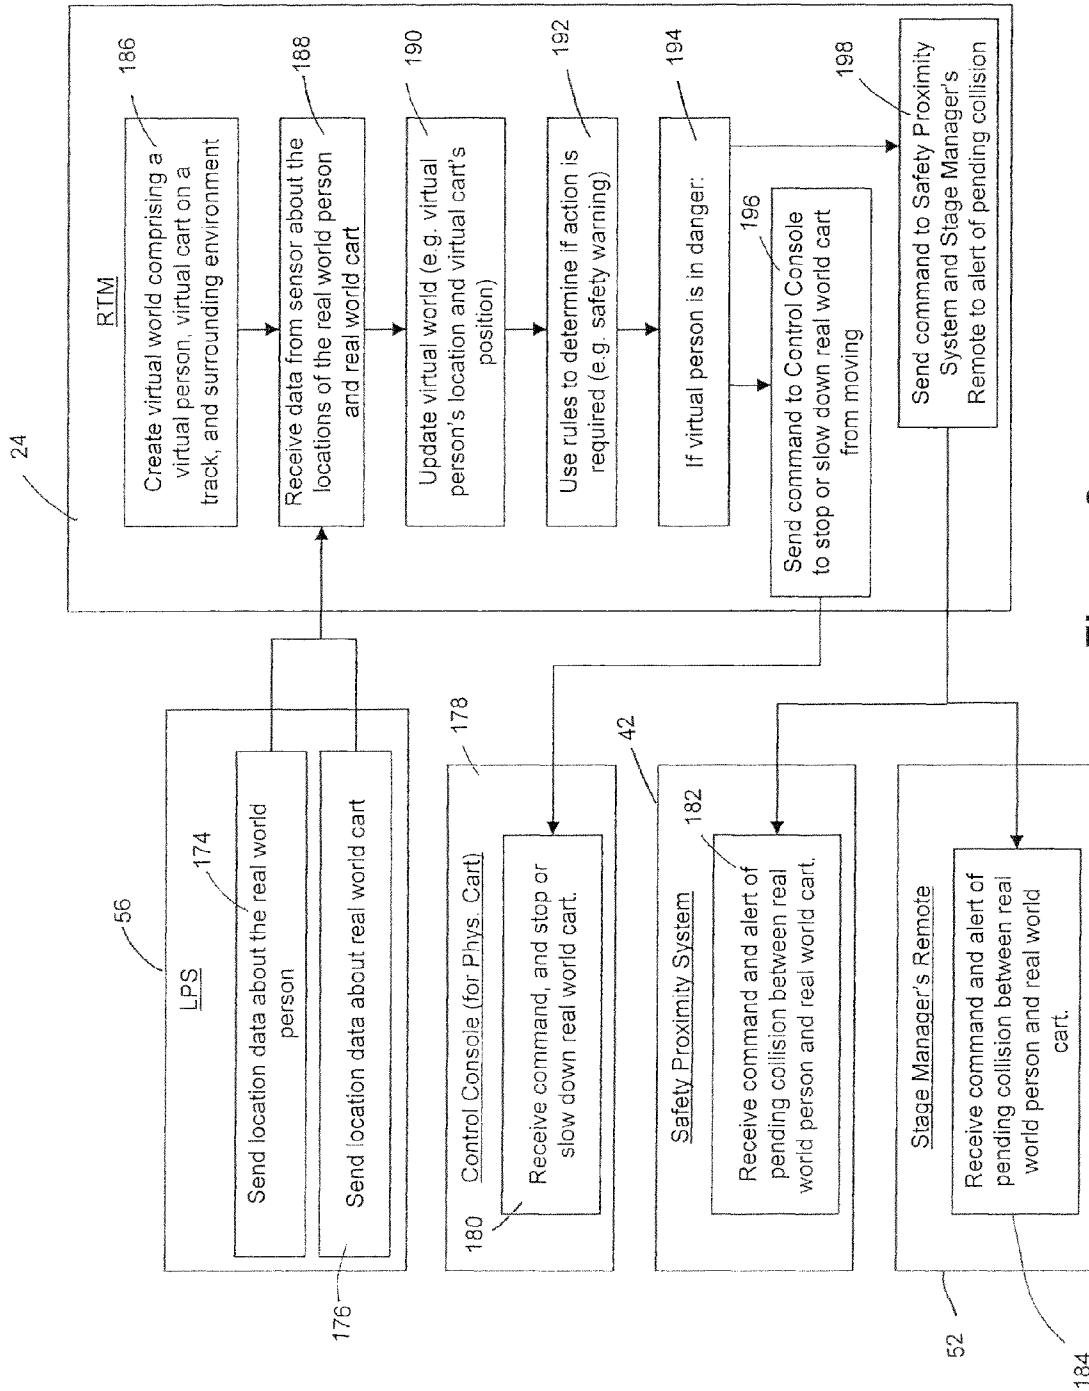 24
RTM
186
Create virtual world comprising a
virtual person, virtual cart on a
track, and surrounding environment
188
Receive data from sensor about the
locations of the real world person
and real world cart
190
Update virtual world (e.g. virtual
person's location and virtual cart's
position)
192
Use rules to determine if action is
required (e.g. safety warning)
194
If virtual person is in danger:
196
Send command to Control Console
to stop or slow down real world cart
from moving
198
Send command to Safety Proximity
System and Stage Manager's
Remote to alert of pending collision
56
LPS
174
Send location data about the real world
person
176
Send location data about real world cart
178
Control Console (for Phys. Cart)
180
Receive command, and stop or
slow down real world cart.
42
Safety Proximity System
182
Receive command and alert of
pending collision between real
world person and real world cart.
Stage Manager's Remote
Receive command and alert of
pending collision between real
world person and real world
cart.
52
184